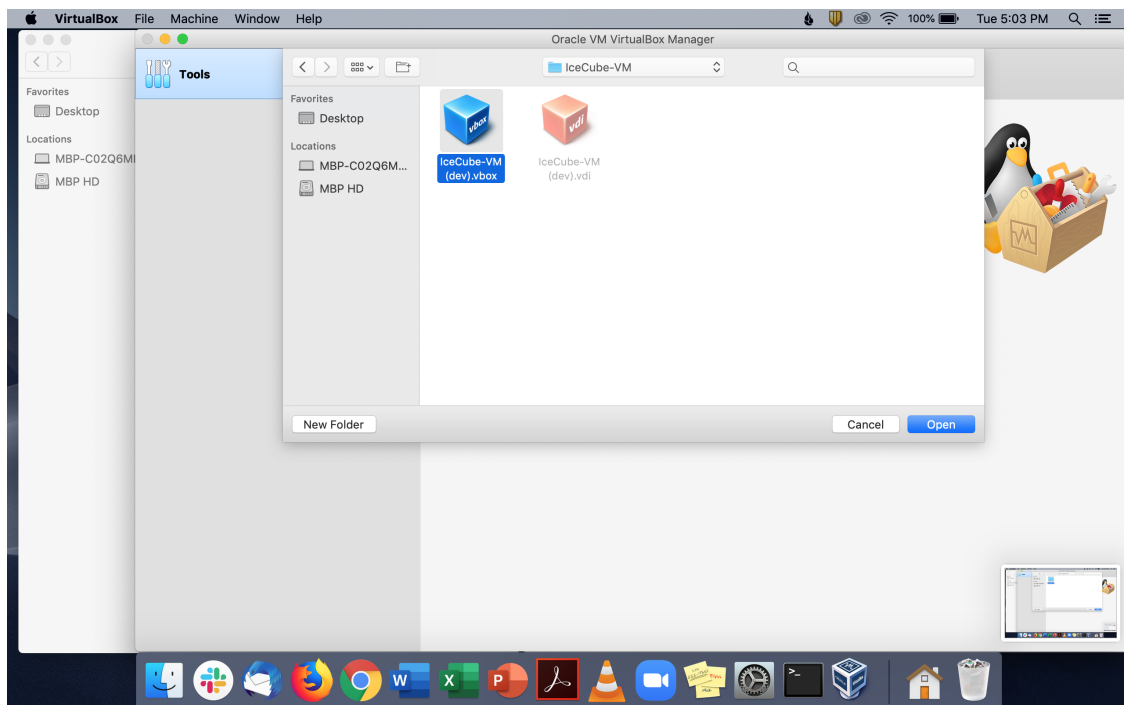 VirtualBox File Machine Window Help 100% Tue 5:03 PM
Oracle VM VirtualBox Manager
Tools
IceCube-VM
Favorites
Desktop
Locations
MBP-C02Q6M
MBP HD
Favorites
Desktop
Locations
MBP-C02Q6M...
MBP HD
vbox
IceCube-VM
(dev).vbox
vdi
IceCube-VM
(dev).vdi
New Folder
Cancel
Open
W
X
P
>_